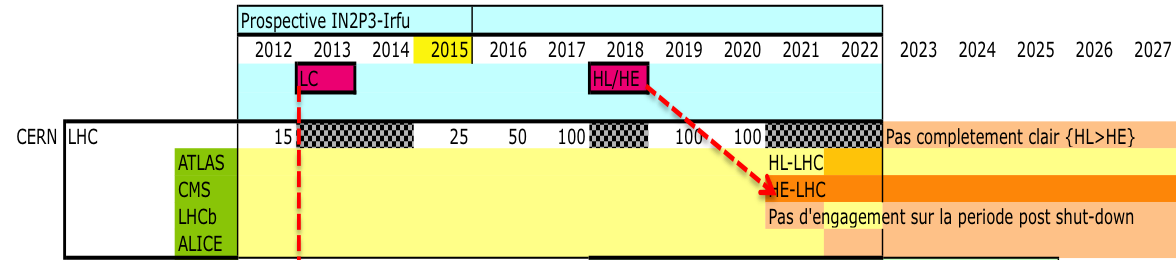 Prospective IN2P3-Irfu
2012 2013 2014 2015 2016 2017 2018 2019 2020 2021 2022 2023 2024 2025 2026 2027
LC HL/HE
CERN LHC 15 25 50 100 100 100 Pas completement clair {HL>HE}
ATLAS HL-LHC
CMS HE-LHC
LHCb Pas d'engagement sur la periode post shut-down
ALICE